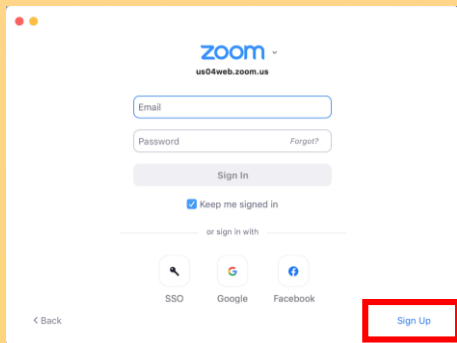 zoom
us04web.zoom.us
Email
Password Forgot?
Sign In
Keep me signed in
or sign in with
SSO Google Facebook
< Back Sign Up